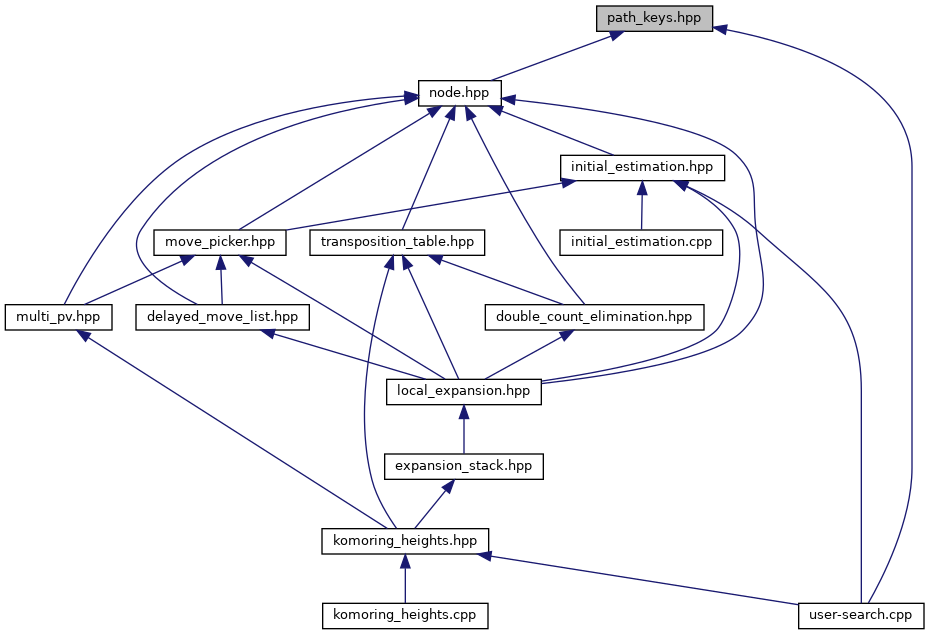 path_keys.hpp
node.hpp
initial_estimation.hpp
move_picker.hpp
transposition_table.hpp
initial_estimation.cpp
multi_pv.hpp
delayed_move_list.hpp
double_count_elimination.hpp
local_expansion.hpp
expansion_stack.hpp
komoring_heights.hpp
komoring_heights.cpp
user-search.cpp